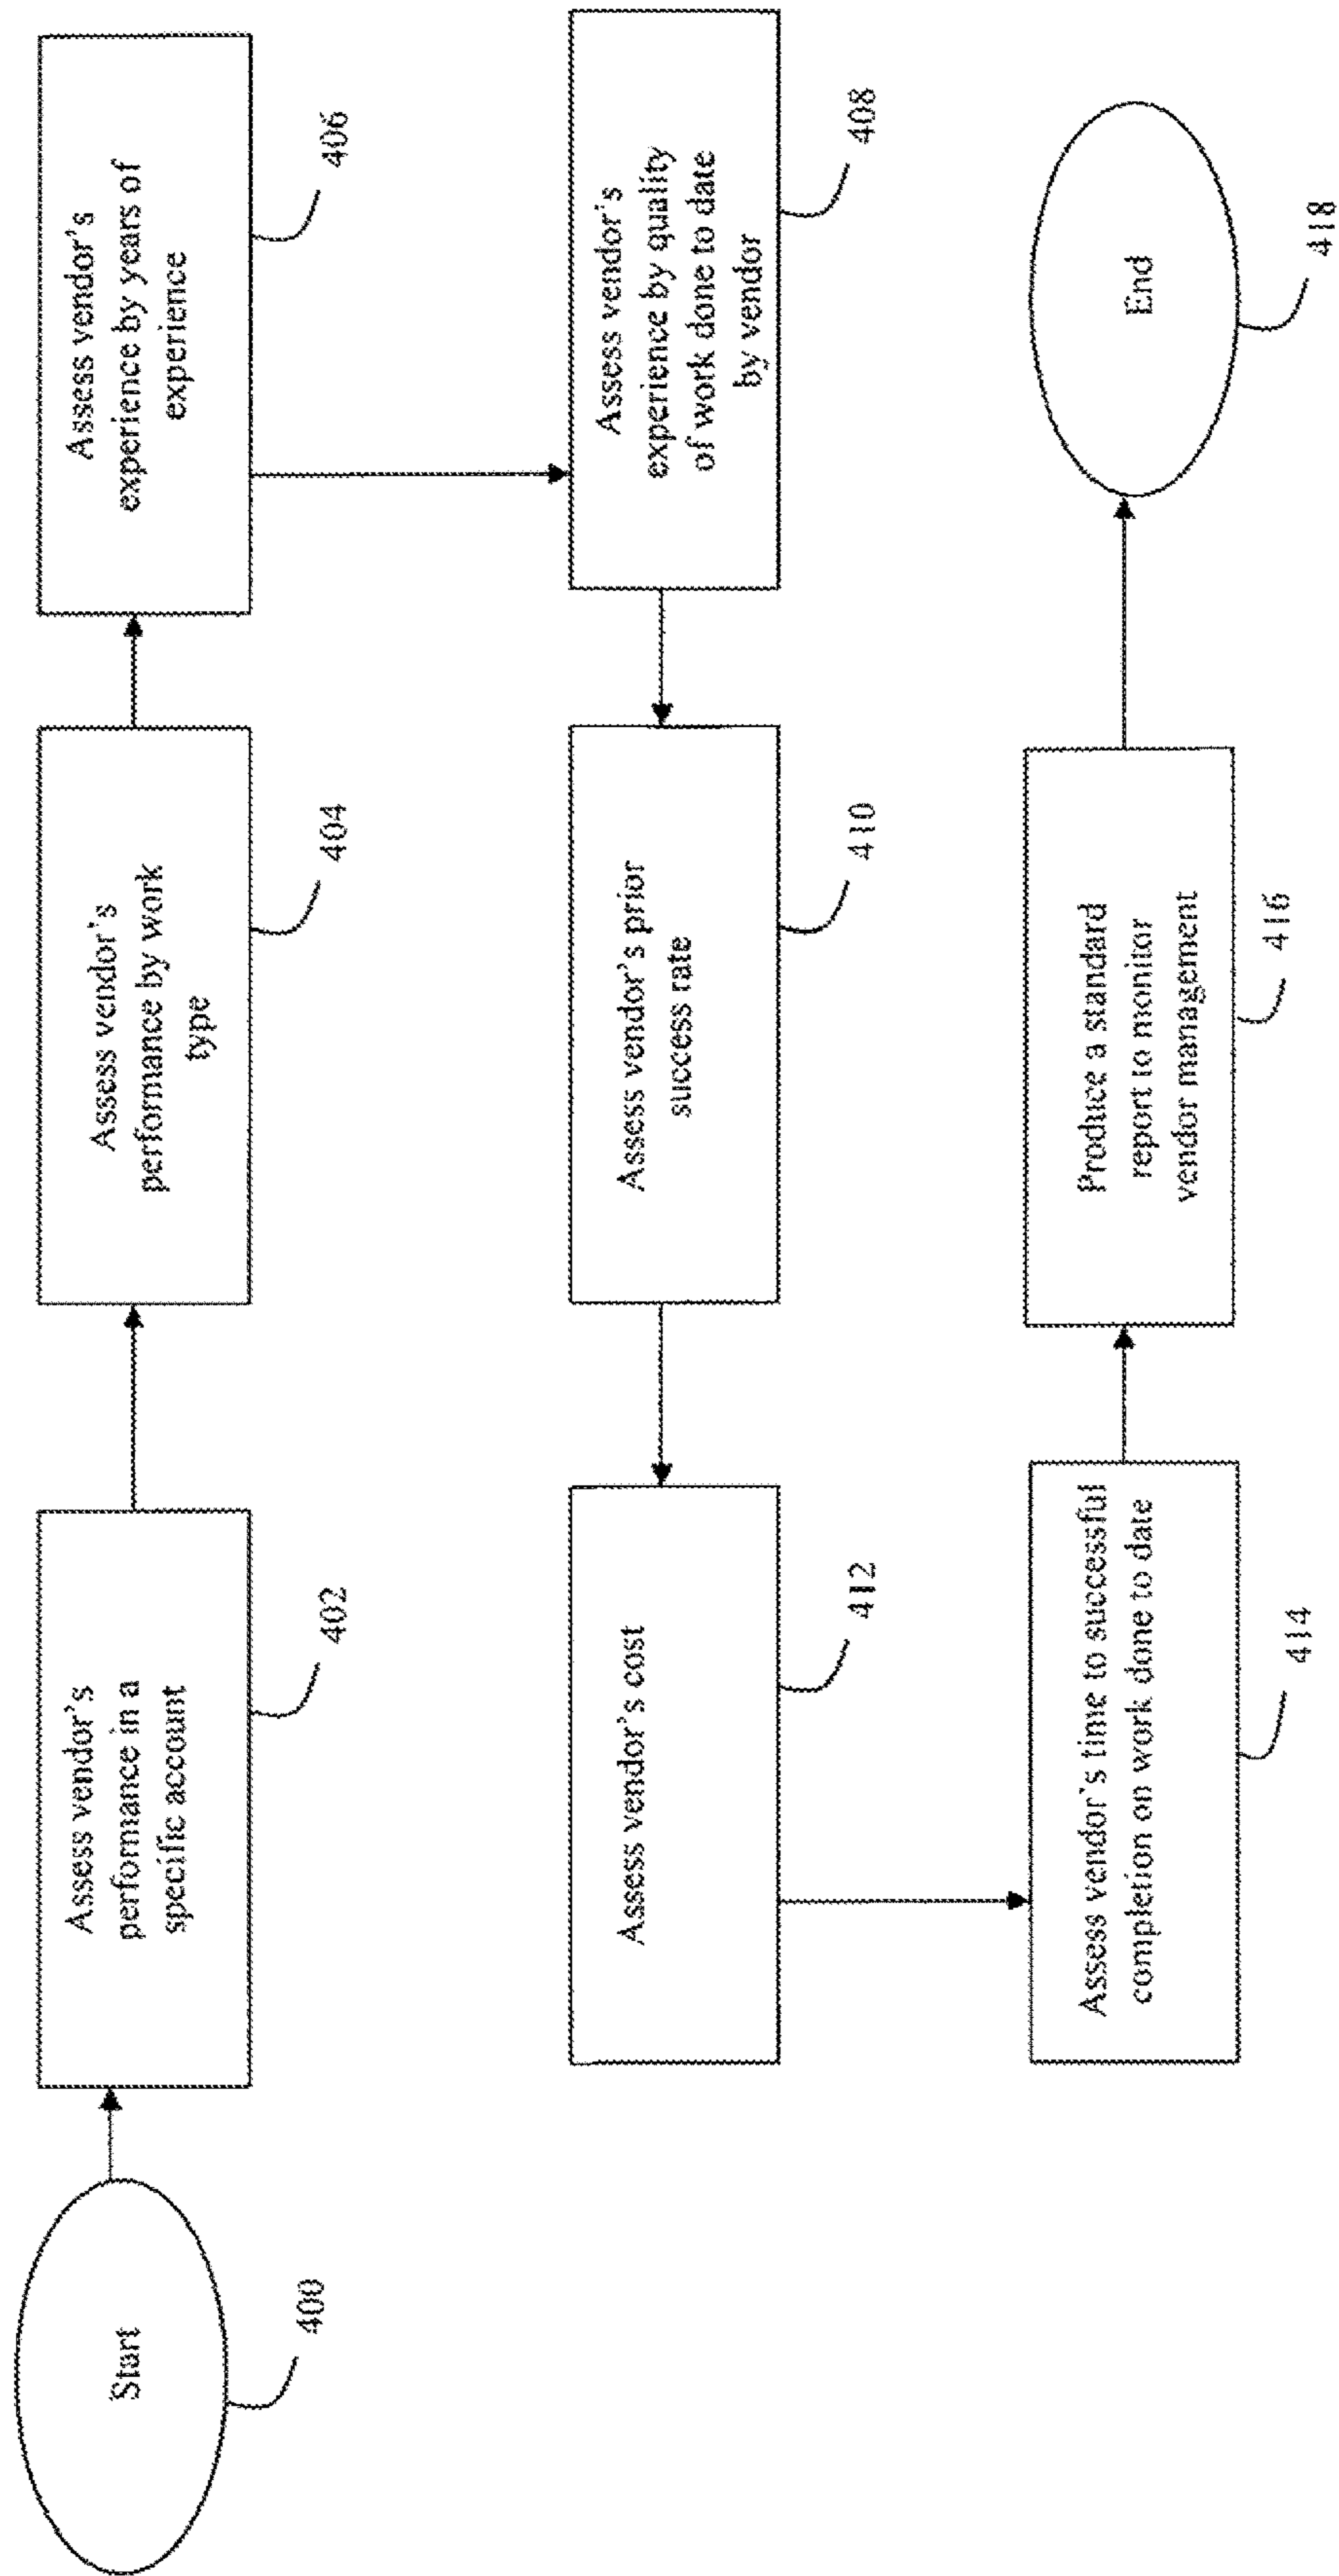 Start
400
Assess vendor's
performance in a
specific account
402
Assess vendor's
performance by work
type
404
Assess vendor's
experience by years of
experience
406
Assess vendor's
experience by quality
of work done to date
by vendor
408
Assess vendor's prior
success rate
410
Assess vendor's cost
412
Assess vendor's time to successful
completion on work done to date
414
Produce a standard
report to monitor
vendor management
416
End
418